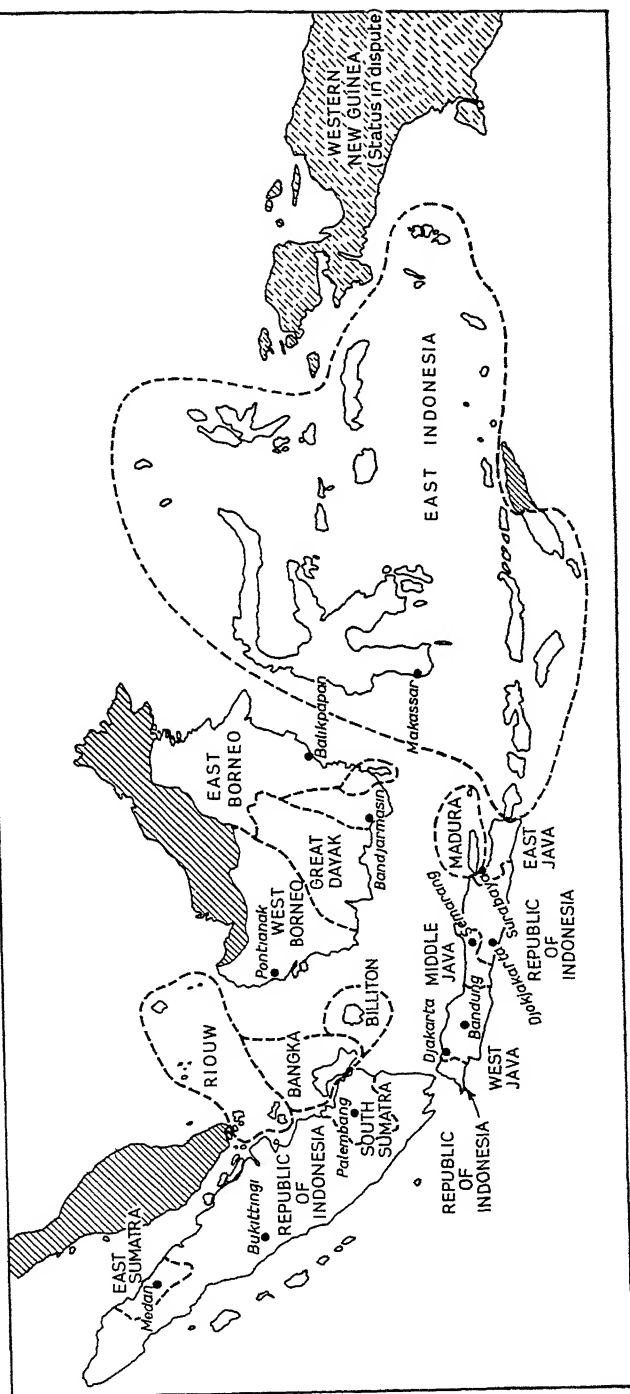 EAST
SUMATRA
Medan
Bukittingi
REPUBLIC
OF
INDONESIA
Palembang
SOUTH
SUMATRA
RIOUW
BANGKA
BILLITON
Pontianak
WEST
BORNEO
GREAT
DAYAK
EAST
BORNEO
Balikpapan
Bandjarmasin
REPUBLIC
OF
INDONESIA
Djakarta
WEST
JAVA
Bandung
MIDDLE
JAVA
Semarang
Djokjakarta
Surabaya
REPUBLIC
OF
INDONESIA
MADURA
EAST
JAVA
Makassar
EAST INDONESIA
WESTERN
NEW GUINEA
(Status in dispute)